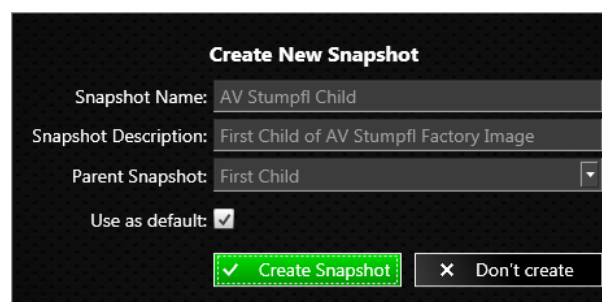 Create New Snapshot
Snapshot Name: AV Stumpfl Child
Snapshot Description: First Child of AV Stumpfl Factory Image
Parent Snapshot: First Child
Use as default:
Create Snapshot Don't create